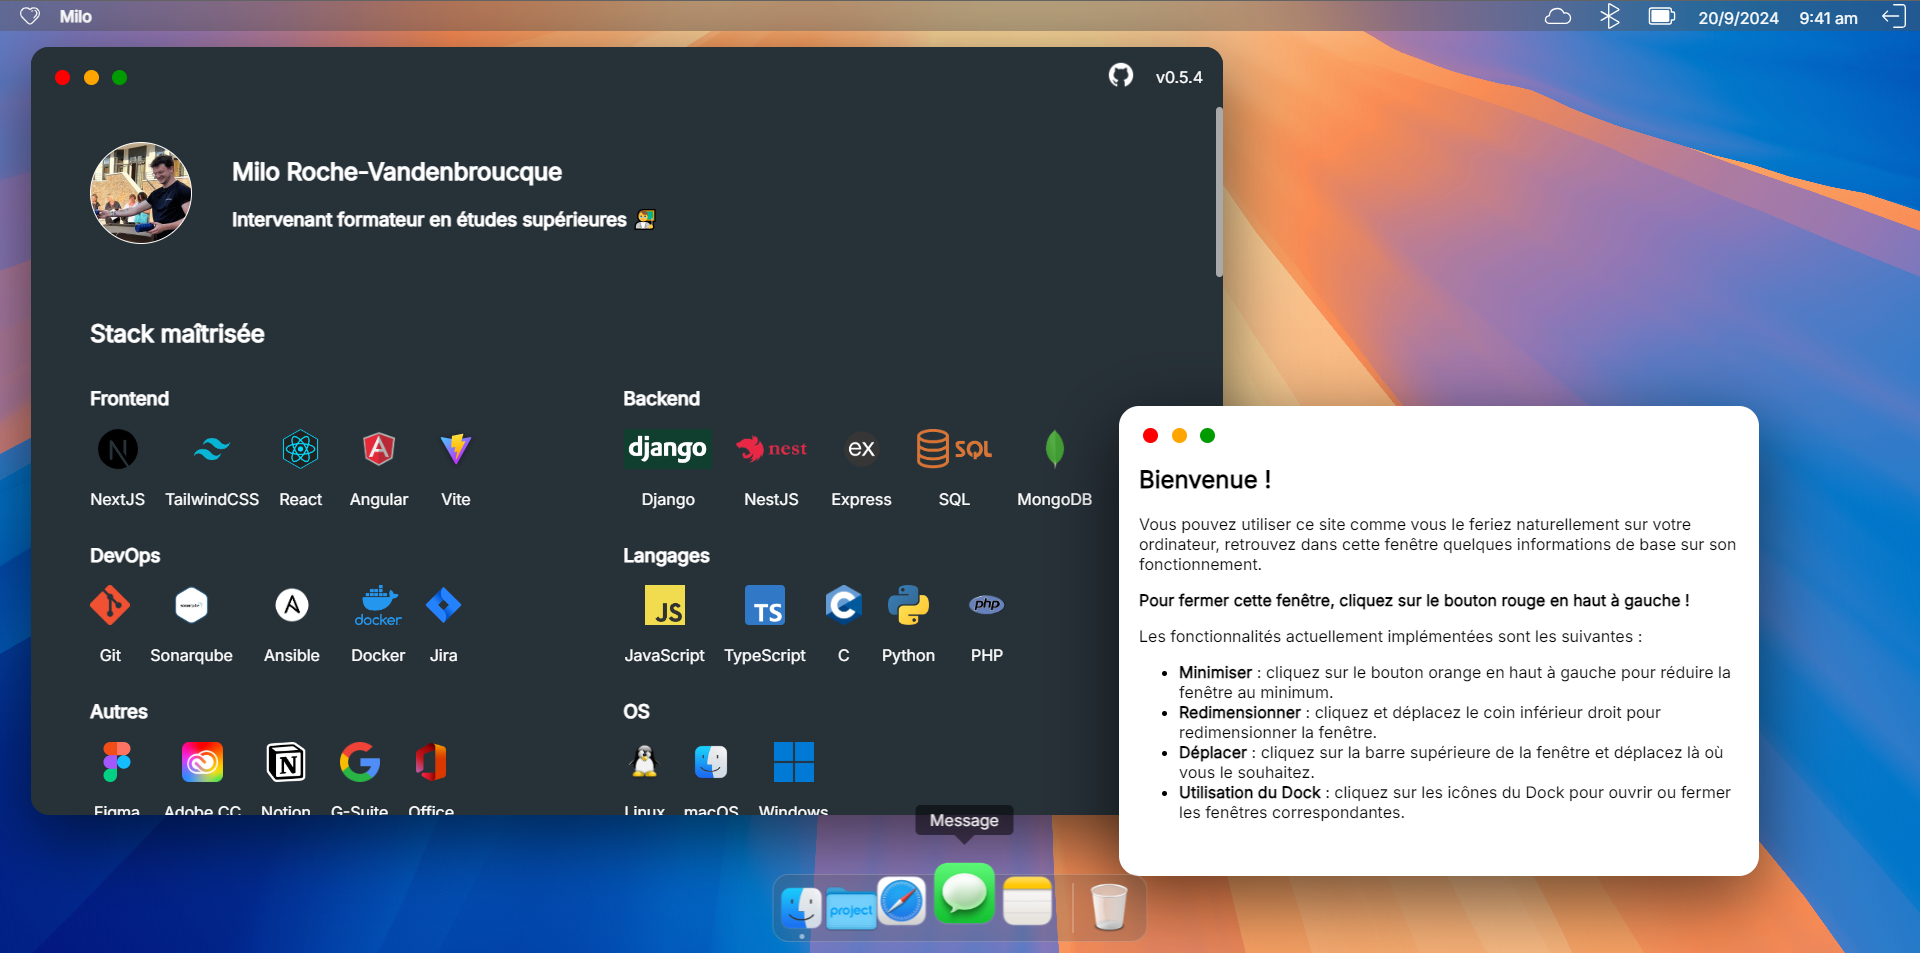 Milo
20/9/2024 9:41 am
v0.5.4
Milo Roche-Vandenbroucque
Intervenant formateur en études supérieures
Stack maîtrisée
Frontend
NextJS TailwindCSS React Angular Vite
Backend
django nest ex SQL
Django NestJS Express SQL MongoDB
DevOps
docker
Git Sonarqube Ansible Docker Jira
Langages
JS TS C php
JavaScript TypeScript C Python PHP
Autres
Figma Adobe CC Notion G-Suite Office
OS
Linux macOS Windows
Bienvenue !
Vous pouvez utiliser ce site comme vous le feriez naturellement sur votre
ordinateur, retrouvez dans cette fenêtre quelques informations de base sur son
fonctionnement.
Pour fermer cette fenêtre, cliquez sur le bouton rouge en haut à gauche !
Les fonctionnalités actuellement implémentées sont les suivantes :
• Minimiser : cliquez sur le bouton orange en haut à gauche pour réduire la
fenêtre au minimum.
• Redimensionner : cliquez et déplacez le coin inférieur droit pour
redimensionner la fenêtre.
• Déplacer : cliquez sur la barre supérieure de la fenêtre et déplacez là où
vous le souhaitez.
• Utilisation du Dock : cliquez sur les icônes du Dock pour ouvrir ou fermer
les fenêtres correspondantes.
Message
project